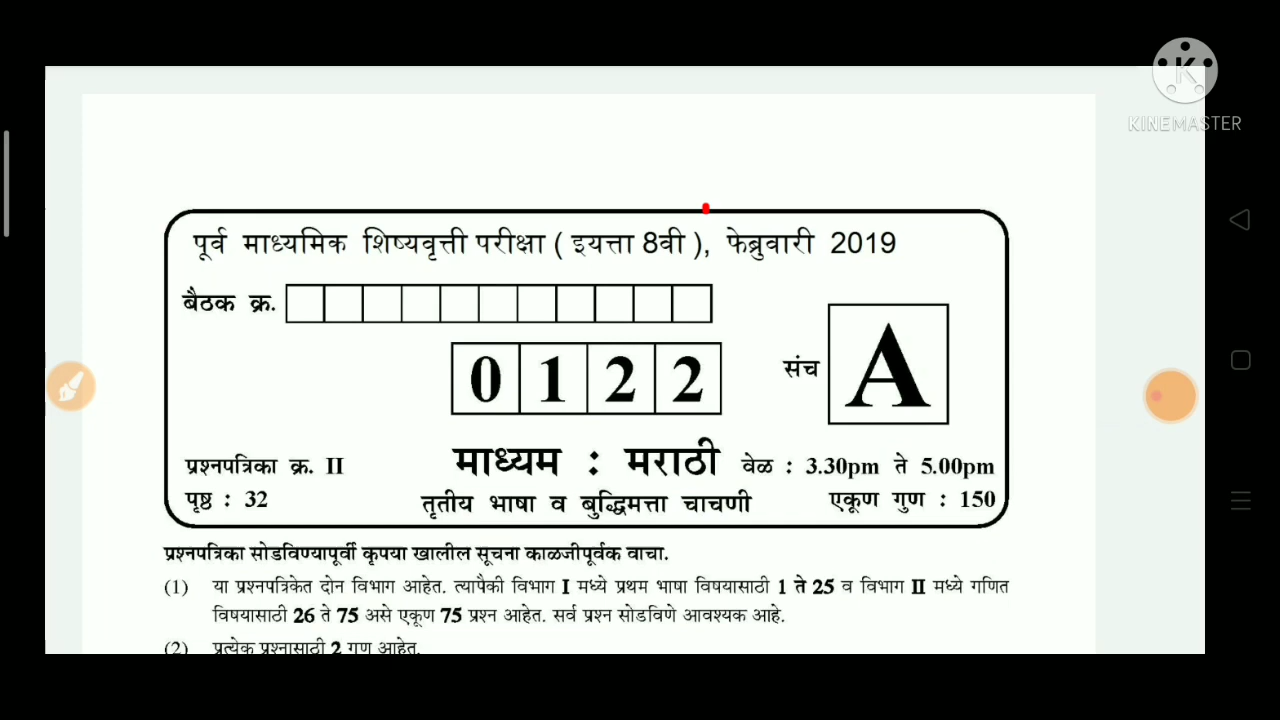 KINEMASTER
पूर्व माध्यमिक शिष्यवृत्ती परीक्षा ( इयत्ता 8वी ), फेब्रुवारी 2019
बैठक क्र.
0 1 2 2
संच A
प्रश्नपत्रिका क्र. II माध्यम : मराठी वेळ : 3.30pm ते 5.00pm
पृष्ठ : 32 तृतीय भाषा व बुद्धिमत्ता चाचणी एकूण गुण : 150
प्रश्नपत्रिका सोडविण्यापूर्वी कृपया खालील सूचना काळजीपूर्वक वाचा.
(1) या प्रश्नपत्रिकेत दोन विभाग आहेत. त्यापैकी विभाग I मध्ये प्रथम भाषा विषयासाठी 1 ते 25 व विभाग II मध्ये गणित
विषयासाठी 26 ते 75 असे एकूण 75 प्रश्न आहेत. सर्व प्रश्न सोडविणे आवश्यक आहे.
(2) प्रत्येक प्रश्नासाठी 2 गुण आहेत.